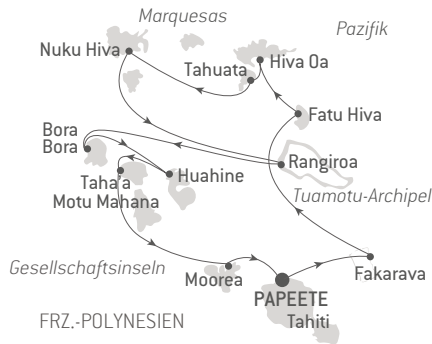 Marquesas
Pazifik
Nuku Hiva
Hiva Oa
Tahuata
Fatu Hiva
Bora
Bora
Rangiroa
Huahine
Taha'a
Motu Mahana
Tuamotu-Archipel
Gesellschaftsinseln
Moorea
Fakarava
PAPEETE
Tahiti
FRZ.-POLYNESIEN